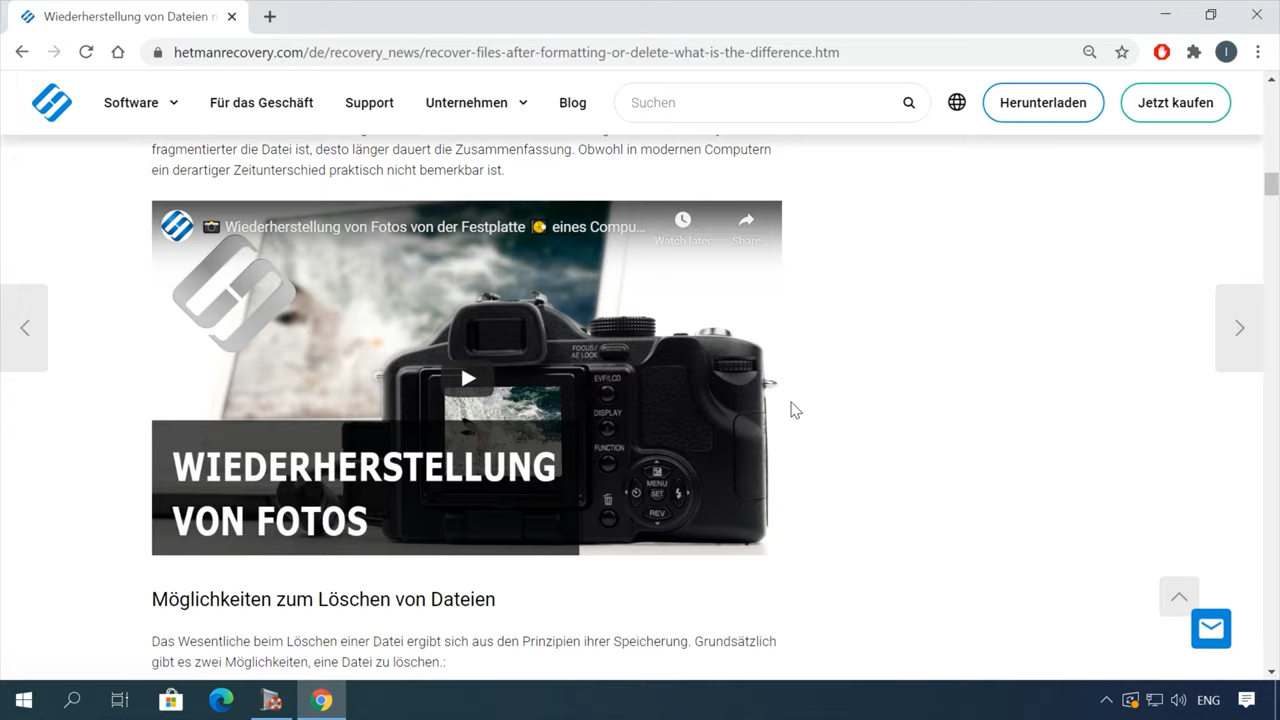 Wiederherstellung von Dateien n
hetmanrecovery.com/de/recovery_news/recover-files-after-formatting-or-delete-what-is-the-difference.htm
I
Software
Für das Geschäft
Support
Unternehmen
Blog
Suchen
Herunterladen
Jetzt kaufen
fragmentierter die Datei ist, desto länger dauert die Zusammenfassung. Obwohl in modernen Computern
ein derartiger Zeitunterschied praktisch nicht bemerkbar ist.
Wiederherstellung von Fotos von der Festplatte eines Compu...
Watch later
Share
FOCUS/
AE LOCK
EVF/LCD
DISPLAY
FUNCTION
MENU
SET
REV
WIEDERHERSTELLUNG
VON FOTOS
Möglichkeiten zum Löschen von Dateien
Das Wesentliche beim Löschen einer Datei ergibt sich aus den Prinzipien ihrer Speicherung. Grundsätzlich
gibt es zwei Möglichkeiten, eine Datei zu löschen.:
ENG